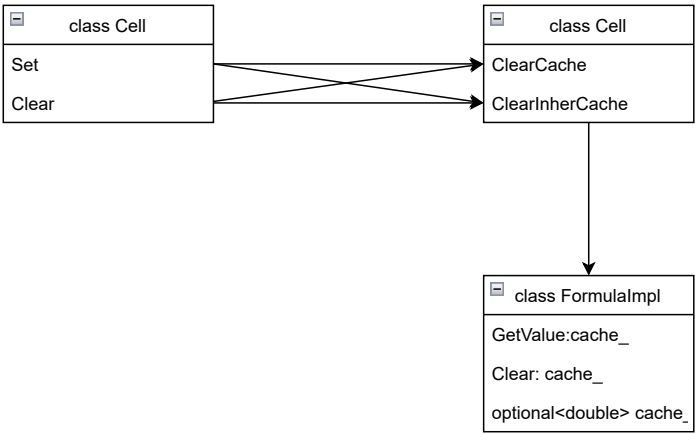 class Cell
Set
Clear
class Cell
ClearCache
ClearInherCache
class FormulaImpl
GetValue:cache_
Clear: cache_
optional<double> cache_